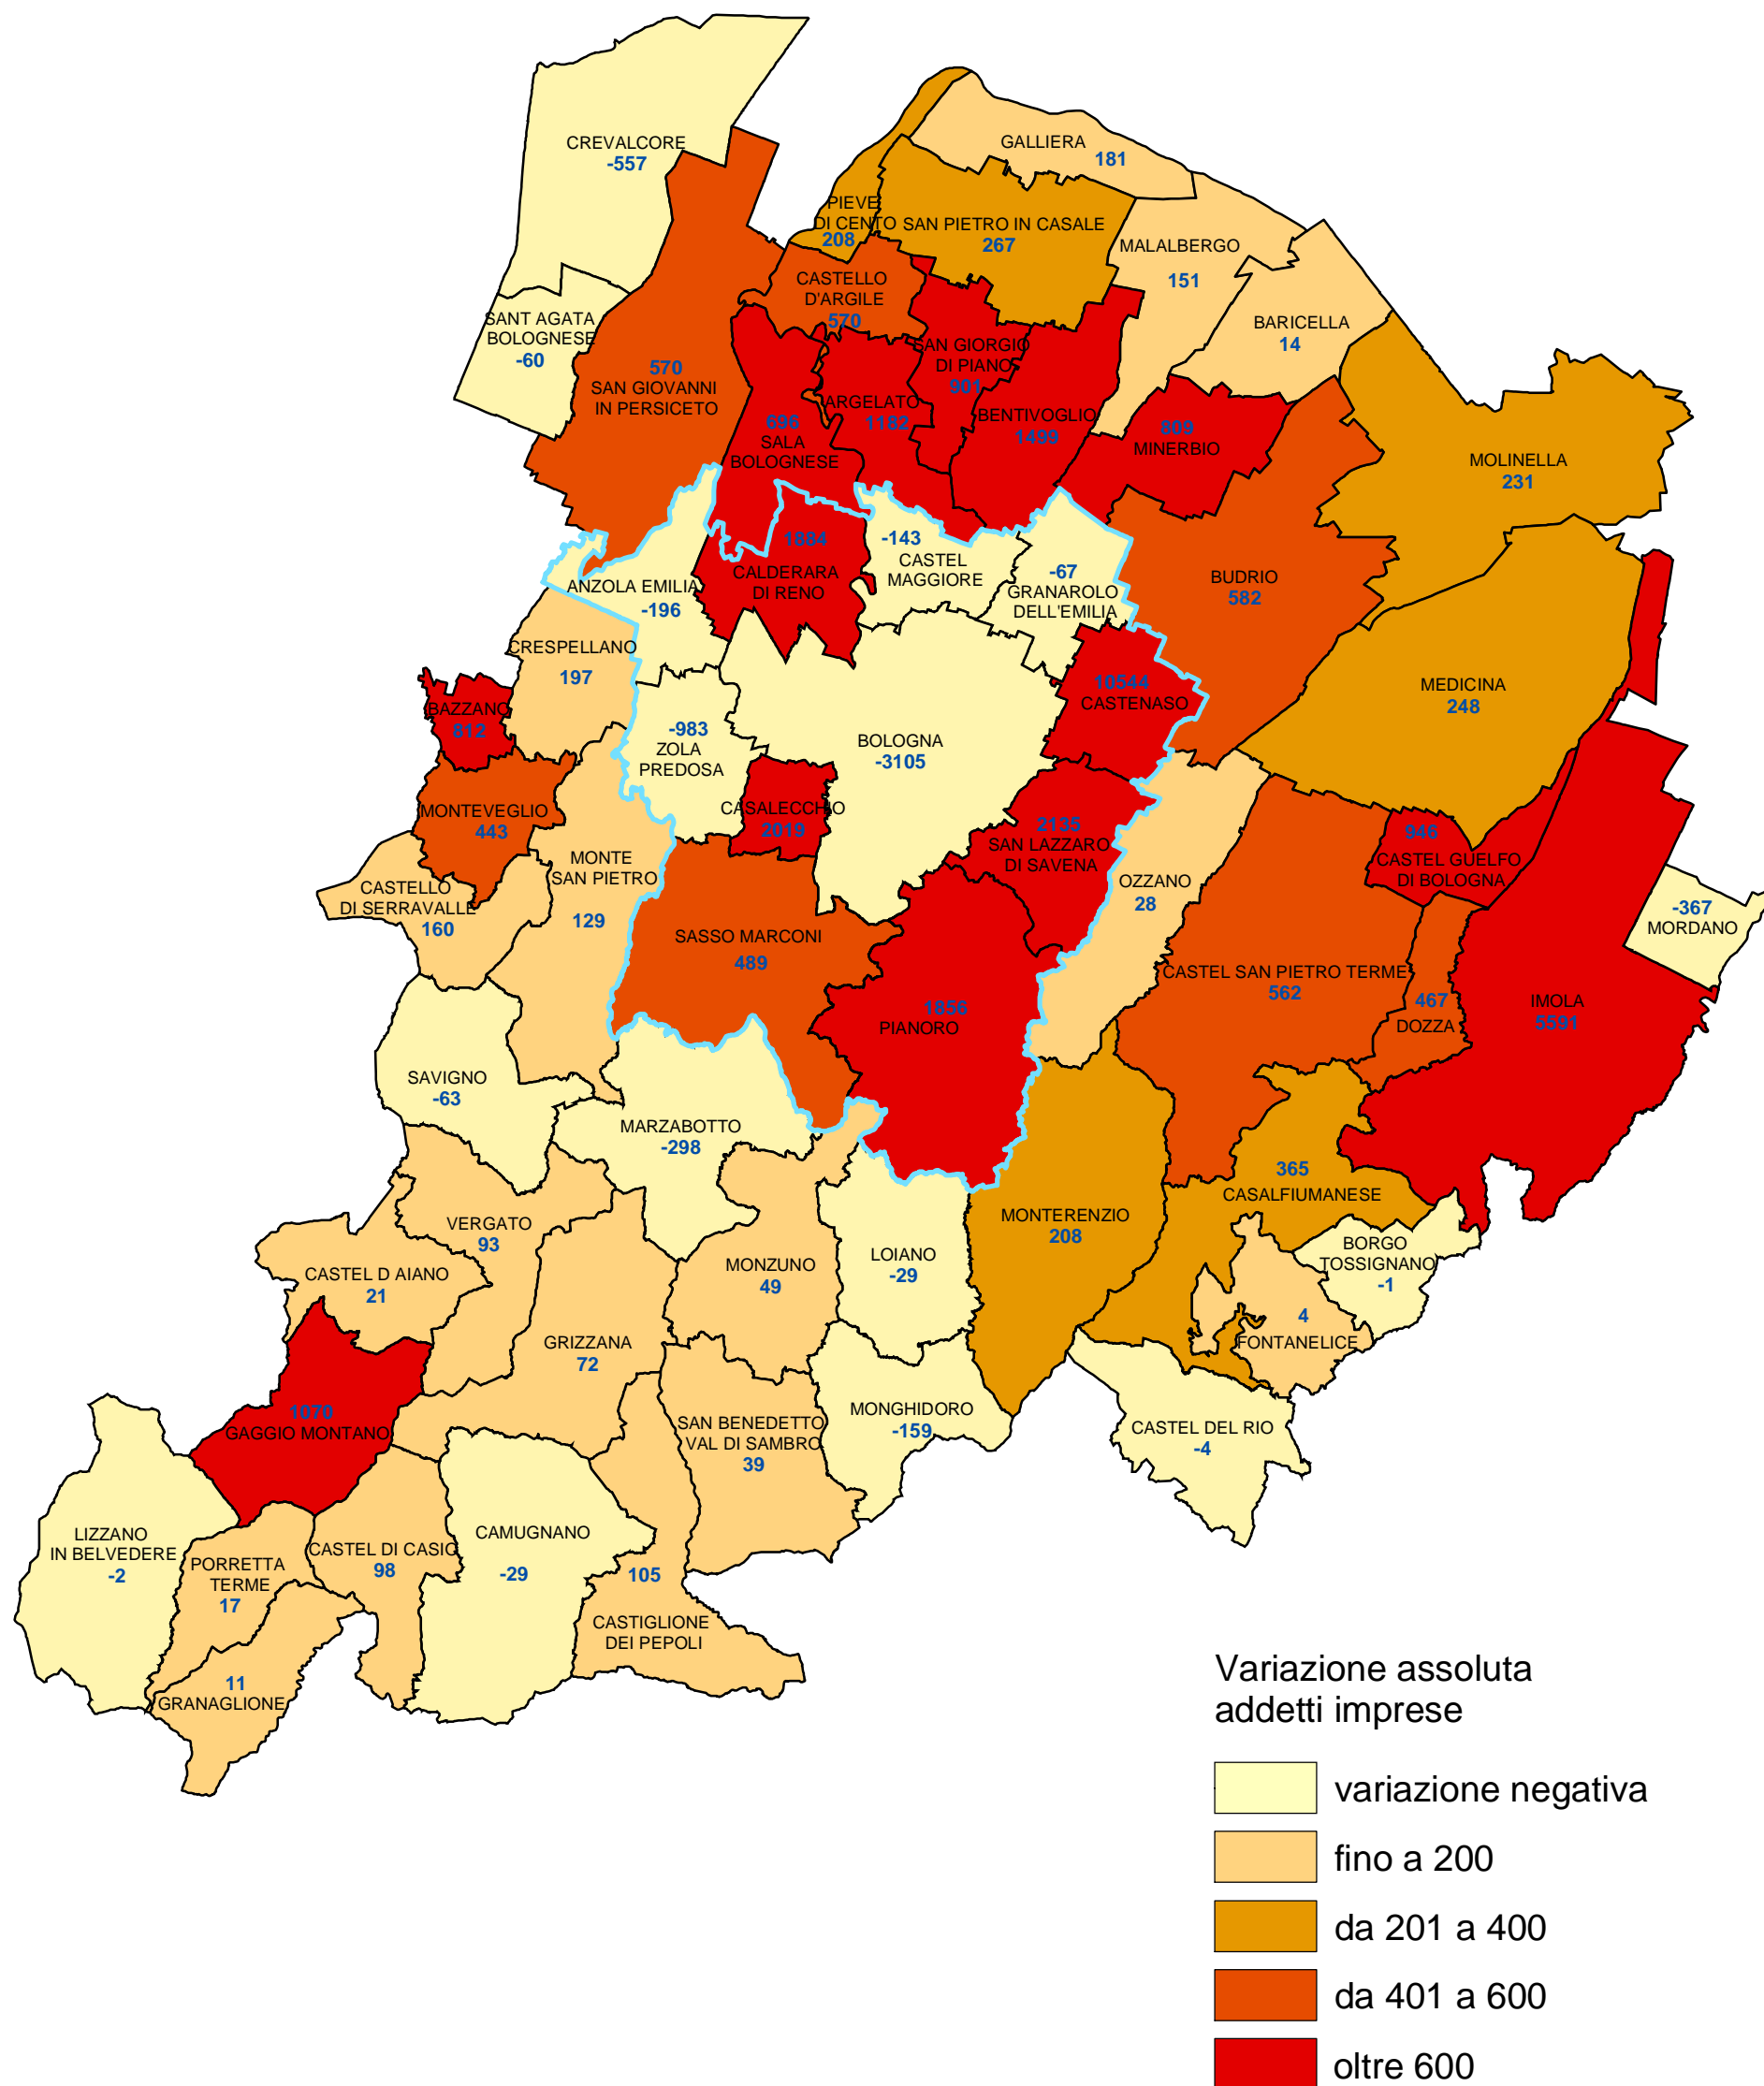 CREVALCORE
-557
GALLIERA
181
PIEVE
DI CENTO
208
SAN PIETRO IN CASALE
267
MALALBERGO
151
CASTELLO
D'ARGILE
570
BARICELLA
14
SANT AGATA
BOLOGNESE
-60
570
SAN GIOVANNI
IN PERSICETO
SAN GIORGIO
DI PIANO
901
ARGELATO
1182
696
SALA
BOLOGNESE
BENTIVOGLIO
1499
809
MINERBIO
MOLINELLA
231
1884
CALDERARA
DI RENO
-143
CASTEL
MAGGIORE
-67
GRANAROLO
DELL'EMILIA
BUDRIO
582
ANZOLA EMILIA
-196
CRESPELLANO
197
BAZZANO
812
10544
CASTENASO
MEDICINA
248
-983
ZOLA
PREDOSA
BOLOGNA
-3105
CASALECCHIO
2019
MONTEVEGLIO
443
2135
SAN LAZZARO
DI SAVENA
946
CASTEL GUELFO
DI BOLOGNA
MONTE
SAN PIETRO
129
CASTELLO
DI SERRAVALLE
160
OZZANO
28
-367
MORDANO
SASSO MARCONI
489
CASTEL SAN PIETRO TERME
562
467
DOZZA
IMOLA
5591
1856
PIANORO
SAVIGNO
-63
MARZABOTTO
-298
365
CASALFIUMANESE
VERGATO
93
MONTERENZIO
208
BORGO
TOSSIGNANO
-1
LOIANO
-29
MONZUNO
49
CASTEL D AIANO
21
4
FONTANELICE
GRIZZANA
72
1070
GAGGIO MONTANO
SAN BENEDETTO
VAL DI SAMBRO
39
MONGHIDORO
-159
CASTEL DEL RIO
-4
LIZZANO
IN BELVEDERE
-2
PORRETTA
TERME
17
CASTEL DI CASIO
98
CAMUGNANO
-29
105
CASTIGLIONE
DEI PEPOLI
11
GRANAGLIONE
Variazione assoluta
addetti imprese
variazione negativa
fino a 200
da 201 a 400
da 401 a 600
oltre 600